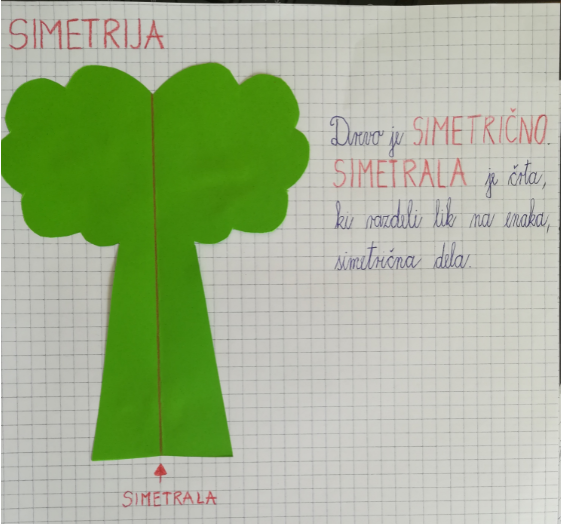 SIMETRIJA
Drevo je SIMETRIČNO.
SIMETRALA je črta,
ki razdeli lik na enaka,
simetrična dela.
SIMETRALA